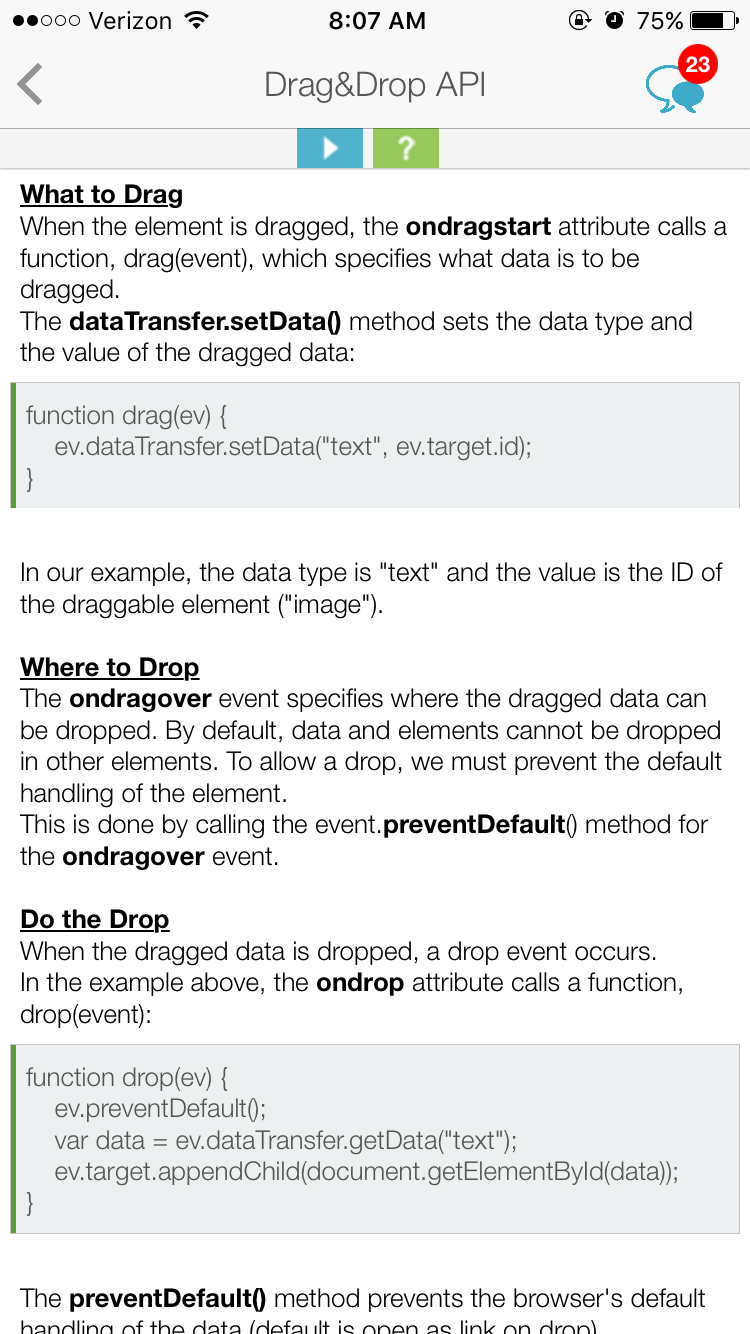 Verizon 8:07 AM 75%
Drag&Drop API
23
?
What to Drag
When the element is dragged, the ondragstart attribute calls a
function, drag(event), which specifies what data is to be
dragged.
The dataTransfer.setData() method sets the data type and
the value of the dragged data:
function drag(ev) {
    ev.dataTransfer.setData("text", ev.target.id);
}
In our example, the data type is "text" and the value is the ID of
the draggable element ("image").
Where to Drop
The ondragover event specifies where the dragged data can
be dropped. By default, data and elements cannot be dropped
in other elements. To allow a drop, we must prevent the default
handling of the element.
This is done by calling the event.preventDefault() method for
the ondragover event.
Do the Drop
When the dragged data is dropped, a drop event occurs.
In the example above, the ondrop attribute calls a function,
drop(event):
function drop(ev) {
    ev.preventDefault();
    var data = ev.dataTransfer.getData("text");
    ev.target.appendChild(document.getElementById(data));
}
The preventDefault() method prevents the browser's default
handling of the data (default is open as link on drop)